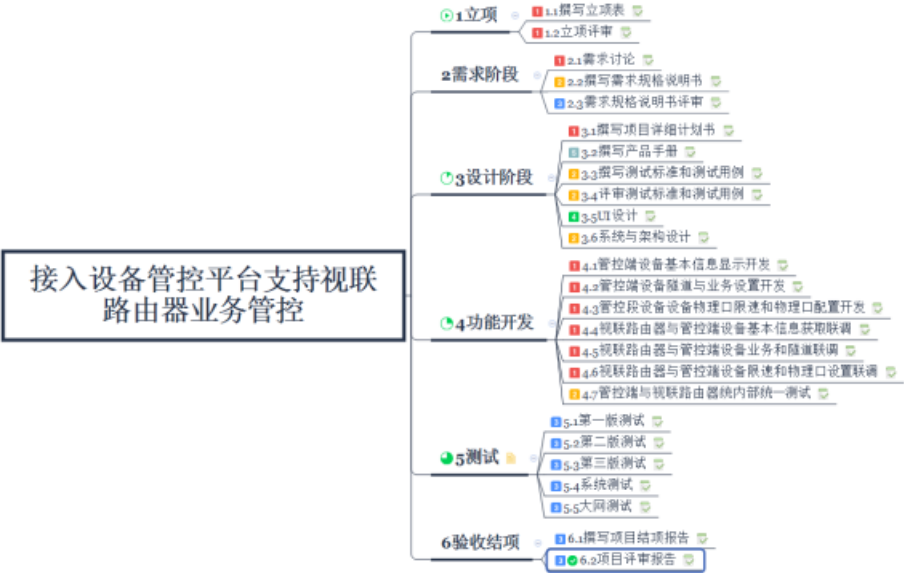 接入设备管控平台支持视联
路由器业务管控
1立项
1.1撰写立项表
1.2立项评审
2需求阶段
2.1需求讨论
2.2撰写需求规格说明书
2.3需求规格说明书评审
3设计阶段
3.1撰写项目详细计划书
3.2撰写产品手册
3.3撰写测试标准和测试用例
3.4评审测试标准和测试用例
3.5UI设计
3.6系统与架构设计
4功能开发
4.1管控端设备基本信息显示开发
4.2管控端设备隧道与业务设置开发
4.3管控段设备设备物理口限速和物理口配置开发
4.4视联路由器与管控端设备基本信息获取联调
4.5视联路由器与管控端设备业务和隧道联调
4.6视联路由器与管控端设备限速和物理口设置联调
4.7管控端与视联路由器统内部统一测试
5测试
5.1第一版测试
5.2第二版测试
5.3第三版测试
5.4系统测试
5.5大网测试
6验收结项
6.1撰写项目结项报告
6.2项目评审报告